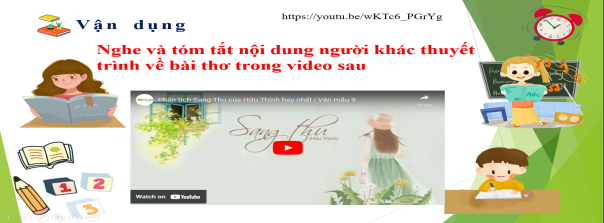 Vận dụng
https://youtu.be/wKTc6_PGrYg
Nghe và tóm tắt nội dung người khác thuyết
trình về bài thơ trong video sau
Phân tích Sang Thu của Hữu Thỉnh hay nhất | Văn mẫu 9
Share
Sang thu
(Hữu Thỉnh)
Watch on YouTube
ABC
1
2
3